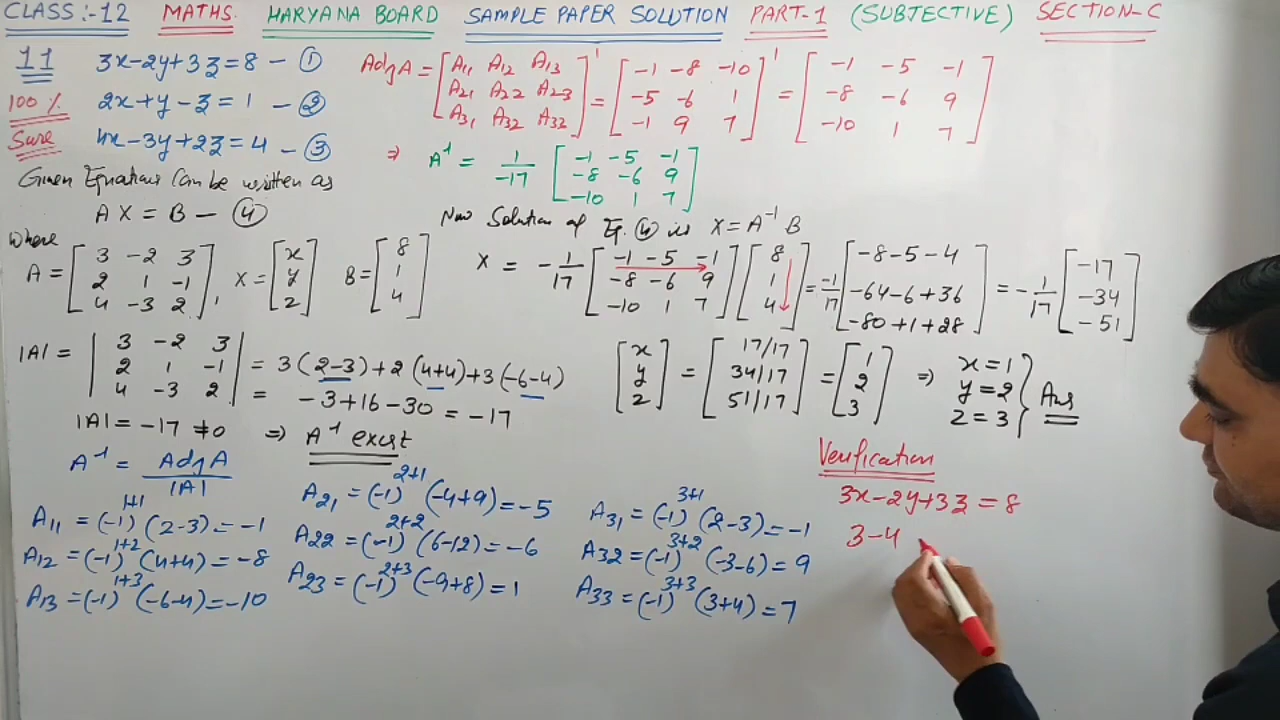 CLASS:-12 MATHS. HARYANA BOARD SAMPLE PAPER SOLUTION PART-1 (SUBJECTIVE) SECTION-C
11
100 %
Sure
3x-2y+3z=8 - ①
2x+y-z=1 - ②
4x-3y+2z=4 - ③
Given Equations Can be written as
AX=B - ④
where
A = [3 -2 3; 2 1 -1; 4 -3 2], X = [x; y; z] B = [8; 1; 4]
|A| = |3 -2 3; 2 1 -1; 4 -3 2| = 3(2-3)+2(4+4)+3(-6-4)
= -3+16-30 = -17
|A| = -17 ≠0 ⇒ A⁻¹ exist
A⁻¹ = AdjA / |A|
A₁₁ = (-1)¹⁺¹ (2-3) = -1
A₁₂ = (-1)¹⁺² (4+4) = -8
A₁₃ = (-1)¹⁺³ (-6-4) = -10
A₂₁ = (-1)²⁺¹ (-4+9) = -5
A₂₂ = (-1)²⁺² (6-12) = -6
A₂₃ = (-1)²⁺³ (-9+8) = 1
A₃₁ = (-1)³⁺¹ (2-3) = -1
A₃₂ = (-1)³⁺² (-3-6) = 9
A₃₃ = (-1)³⁺³ (3+4) = 7
AdjA = [A₁₁ A₁₂ A₁₃; A₂₁ A₂₂ A₂₃; A₃₁ A₃₂ A₃₂]' = [-1 -8 -10; -5 -6 1; -1 9 7]' = [-1 -5 -1; -8 -6 9; -10 1 7]
⇒ A⁻¹ = 1/-17 [-1 -5 -1; -8 -6 9; -10 1 7]
Now Solution of Eq. ④ is X=A⁻¹B
X = -1/17 [-1 -5 -1; -8 -6 9; -10 1 7] [8; 1; 4] = -1/17 [-8-5-4; -64-6+36; -80+1+28] = -1/17 [-17; -34; -51]
[x; y; z] = [17/17; 34/17; 51/17] = [1; 2; 3] ⇒ x=1 y=2 z=3 } Ans
Verification
3x-2y+3z = 8
3-4